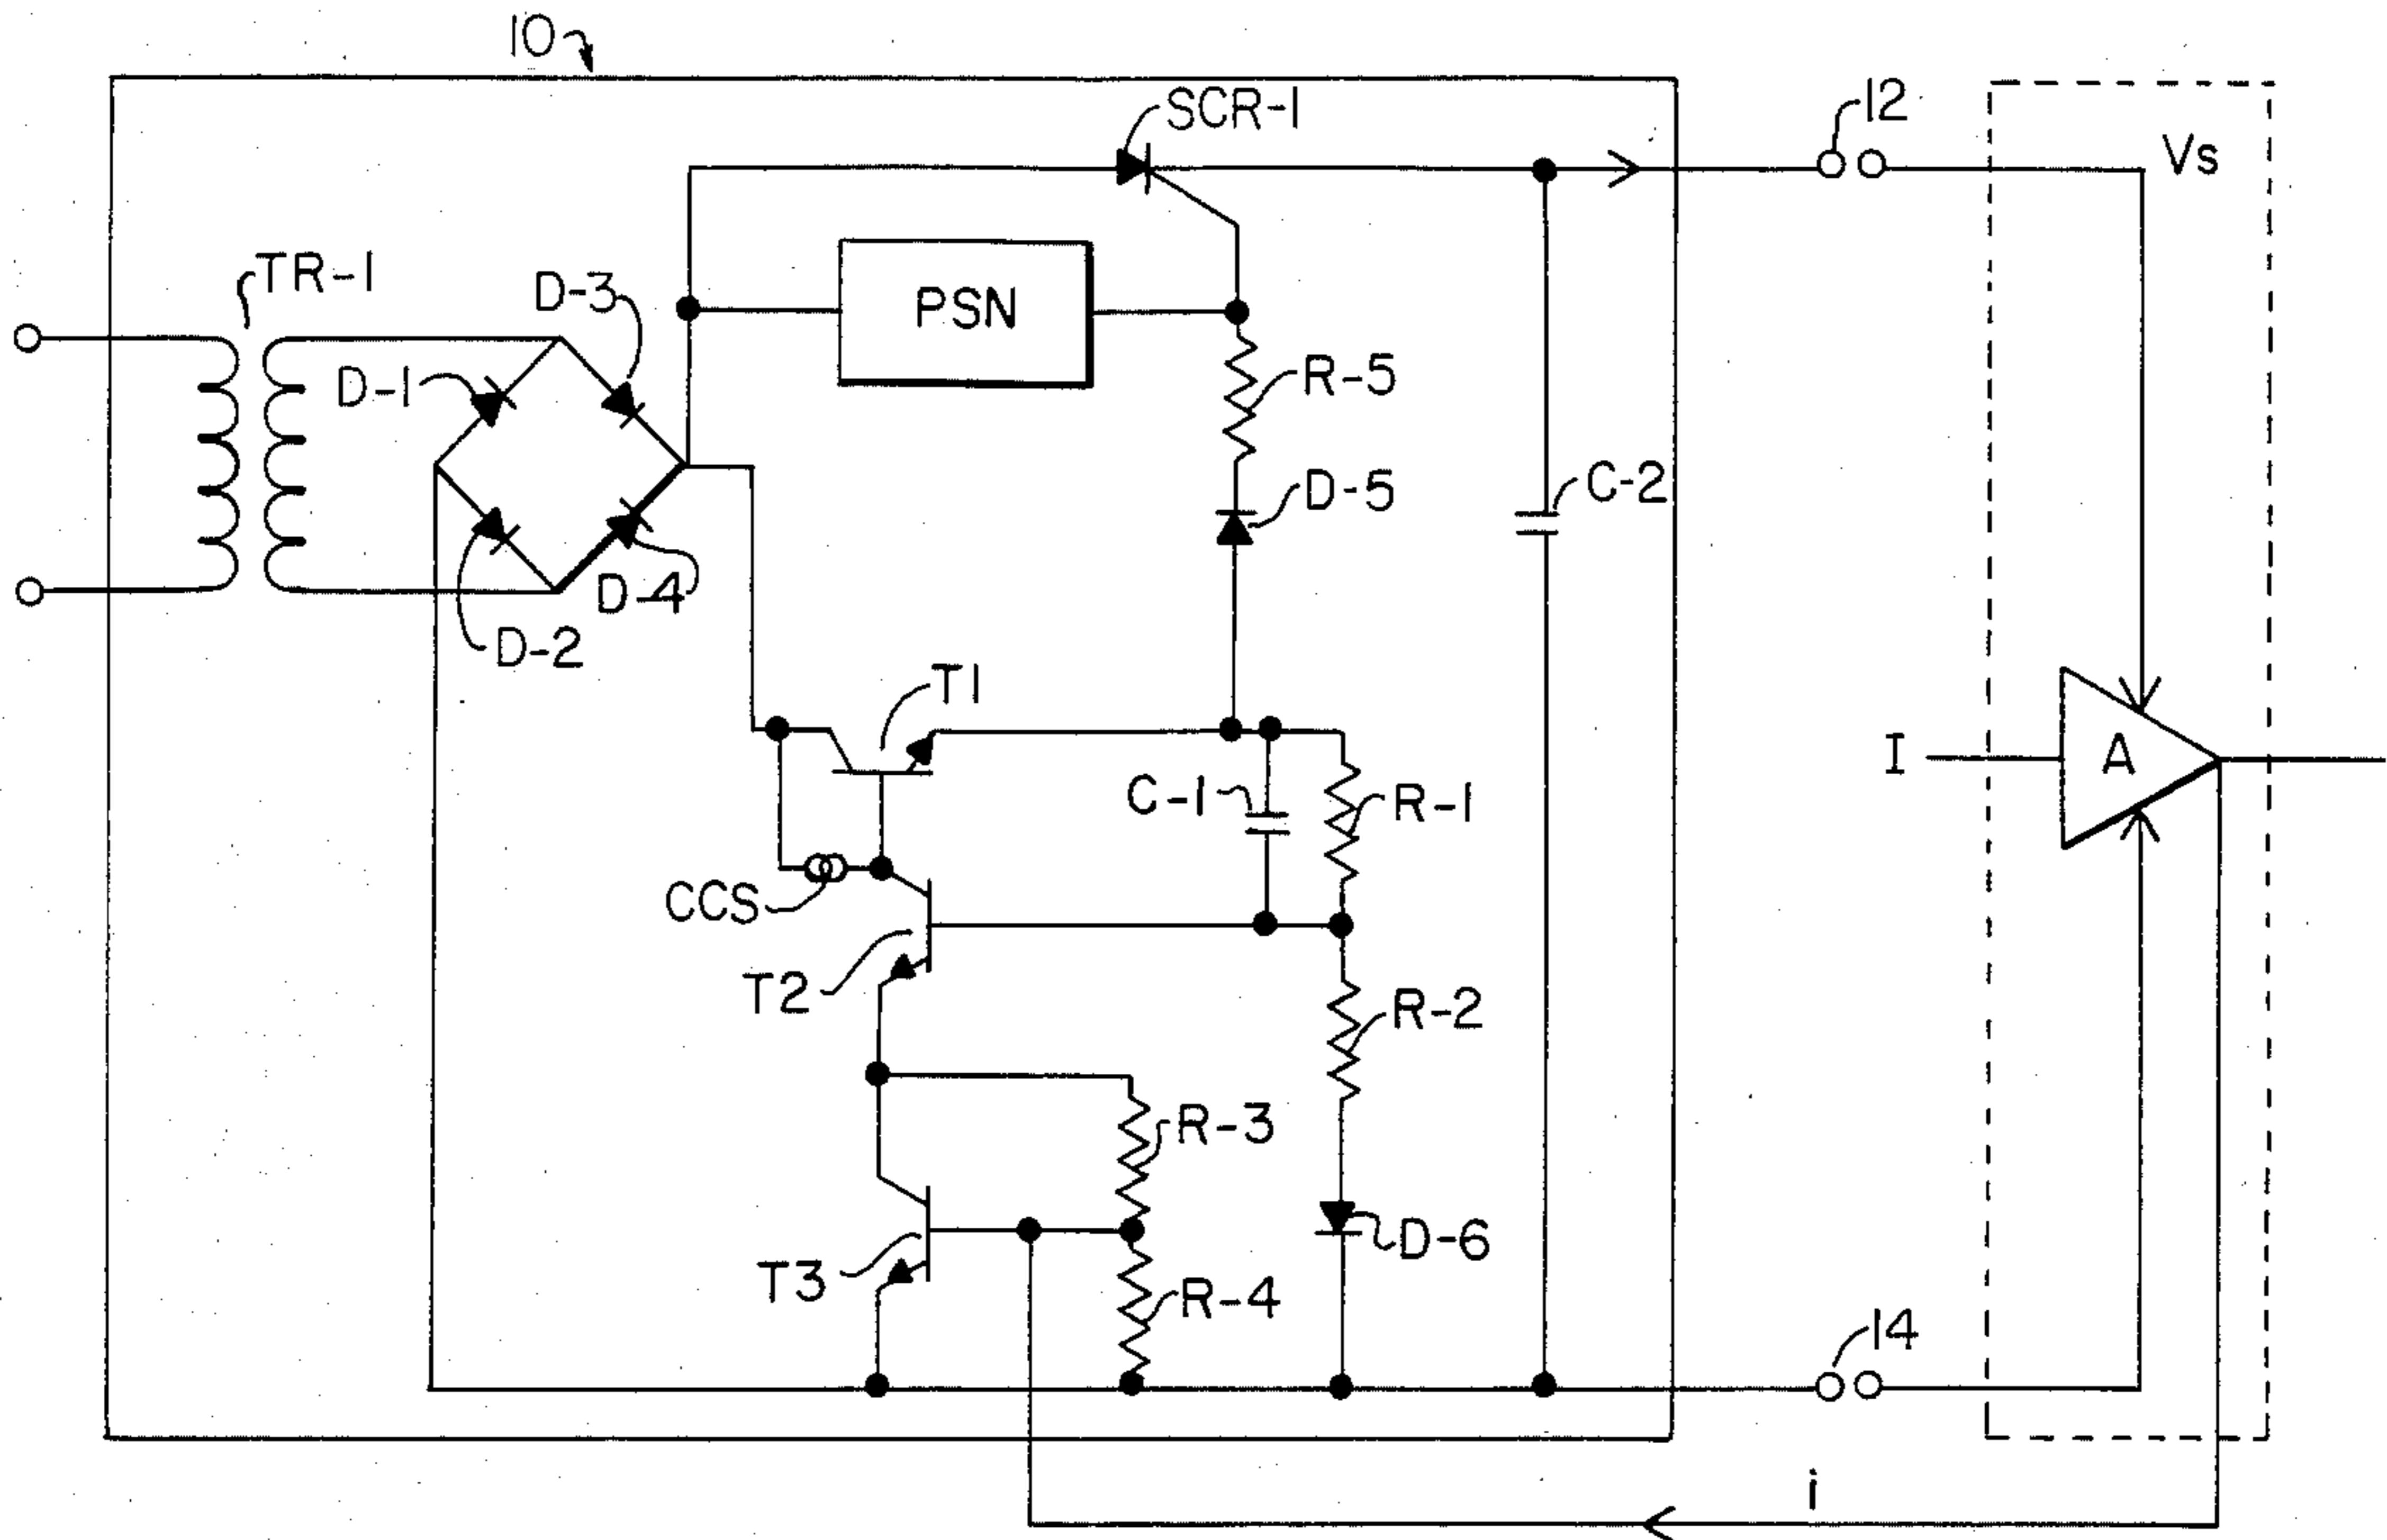 10
SCR-1
12
Vs
TR-1
D-3
PSN
D-1
R-5
C-2
D-5
D-4
D-2
T1
I
A
C-1
R-1
CCS
T2
R-2
R-3
D-6
T3
R-4
14
i